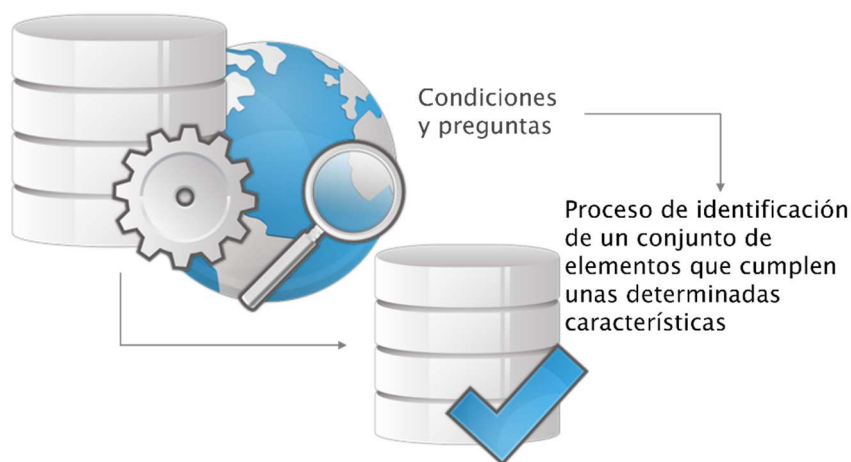 Condiciones
y preguntas
Proceso de identificación
de un conjunto de
elementos que cumplen
unas determinadas
características